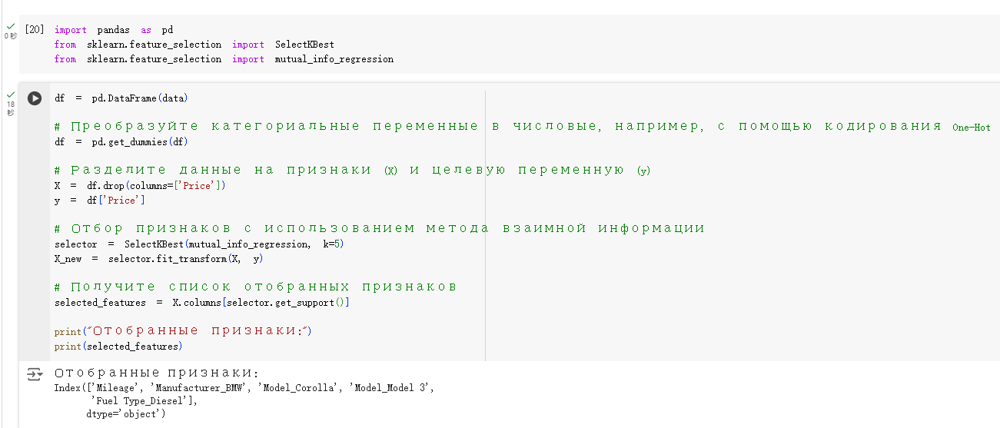 [20] import pandas as pd
0 秒
from sklearn.feature_selection import SelectKBest
from sklearn.feature_selection import mutual_info_regression
18 秒
df = pd.DataFrame(data)
# Преобразуйте категориальные переменные в числовые, например, с помощью кодирования One-Hot
df = pd.get_dummies(df)
# Разделите данные на признаки (X) и целевую переменную (y)
X = df.drop(columns=['Price'])
y = df['Price']
# Отбор признаков с использованием метода взаимной информации
selector = SelectKBest(mutual_info_regression, k=5)
X_new = selector.fit_transform(X, y)
# Получите список отобранных признаков
selected_features = X.columns[selector.get_support()]
print("Отобранные признаки:")
print(selected_features)
Отобранные признаки:
Index(['Mileage', 'Manufacturer_BMW', 'Model_Corolla', 'Model_Model 3',
'Fuel Type_Diesel'],
dtype='object')